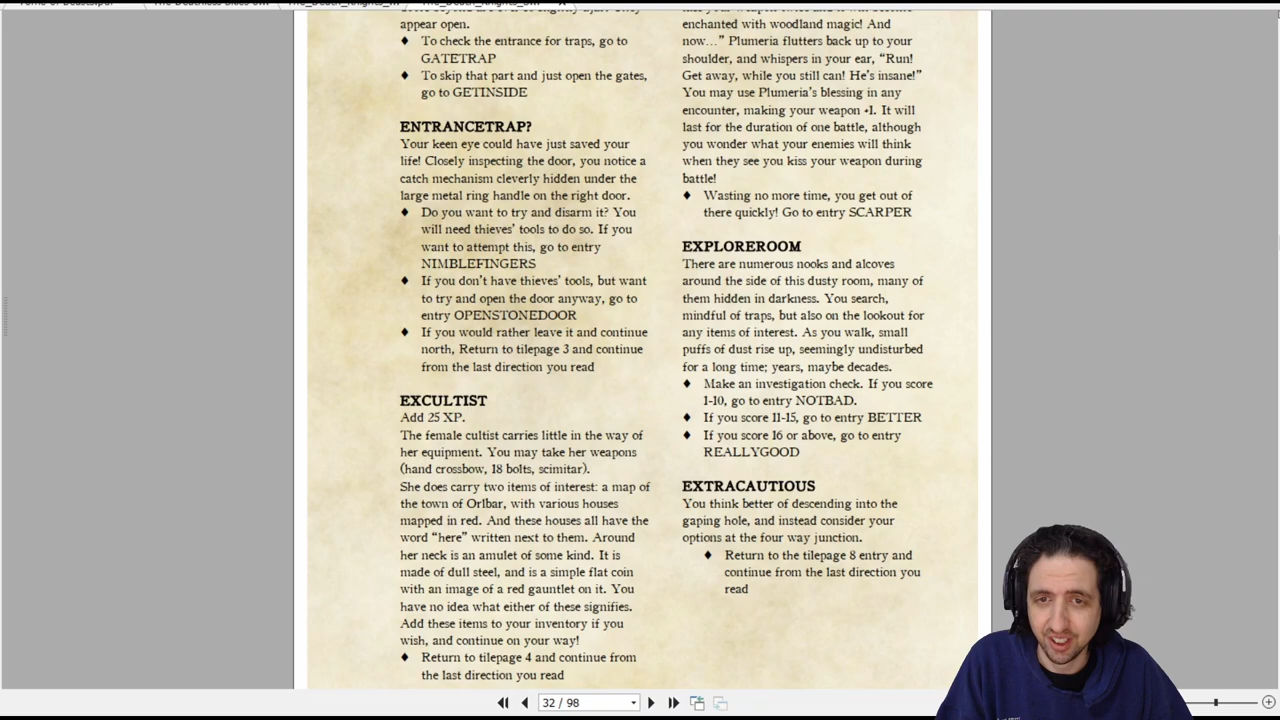 appear open.
♦ To check the entrance for traps, go to
GATETRAP
♦ To skip that part and just open the gates,
go to GETINSIDE
ENTRANCETRAP?
Your keen eye could have just saved your
life! Closely inspecting the door, you notice a
catch mechanism cleverly hidden under the
large metal ring handle on the right door.
♦ Do you want to try and disarm it? You
will need thieves' tools to do so. If you
want to attempt this, go to entry
NIMBLEFINGERS
♦ If you don't have thieves' tools, but want
to try and open the door anyway, go to
entry OPENSTONEDOOR
♦ If you would rather leave it and continue
north, Return to tilepage 3 and continue
from the last direction you read
EXCULTIST
Add 25 XP.
The female cultist carries little in the way of
her equipment. You may take her weapons
(hand crossbow, 18 bolts, scimitar).
She does carry two items of interest: a map of
the town of Orlbar, with various houses
mapped in red. And these houses all have the
word “here” written next to them. Around
her neck is an amulet of some kind. It is
made of dull steel, and is a simple flat coin
with an image of a red gauntlet on it. You
have no idea what either of these signifies.
Add these items to your inventory if you
wish, and continue on your way!
♦ Return to tilepage 4 and continue from
the last direction you read
enchanted with woodland magic! And
now...” Plumeria flutters back up to your
shoulder, and whispers in your ear, “Run!
Get away, while you still can! He's insane!”
You may use Plumeria's blessing in any
encounter, making your weapon +1. It will
last for the duration of one battle, although
you wonder what your enemies will think
when they see you kiss your weapon during
battle!
♦ Wasting no more time, you get out of
there quickly! Go to entry SCARPER
EXPLOREROOM
There are numerous nooks and alcoves
around the side of this dusty room, many of
them hidden in darkness. You search,
mindful of traps, but also on the lookout for
any items of interest. As you walk, small
puffs of dust rise up, seemingly undisturbed
for a long time; years, maybe decades.
♦ Make an investigation check. If you score
1-10, go to entry NOTBAD.
♦ If you score 11-15, go to entry BETTER
♦ If you score 16 or above, go to entry
REALLYGOOD
EXTRACAUTIOUS
You think better of descending into the
gaping hole, and instead consider your
options at the four way junction.
♦ Return to the tilepage 8 entry and
continue from the last direction you
read
32 / 98